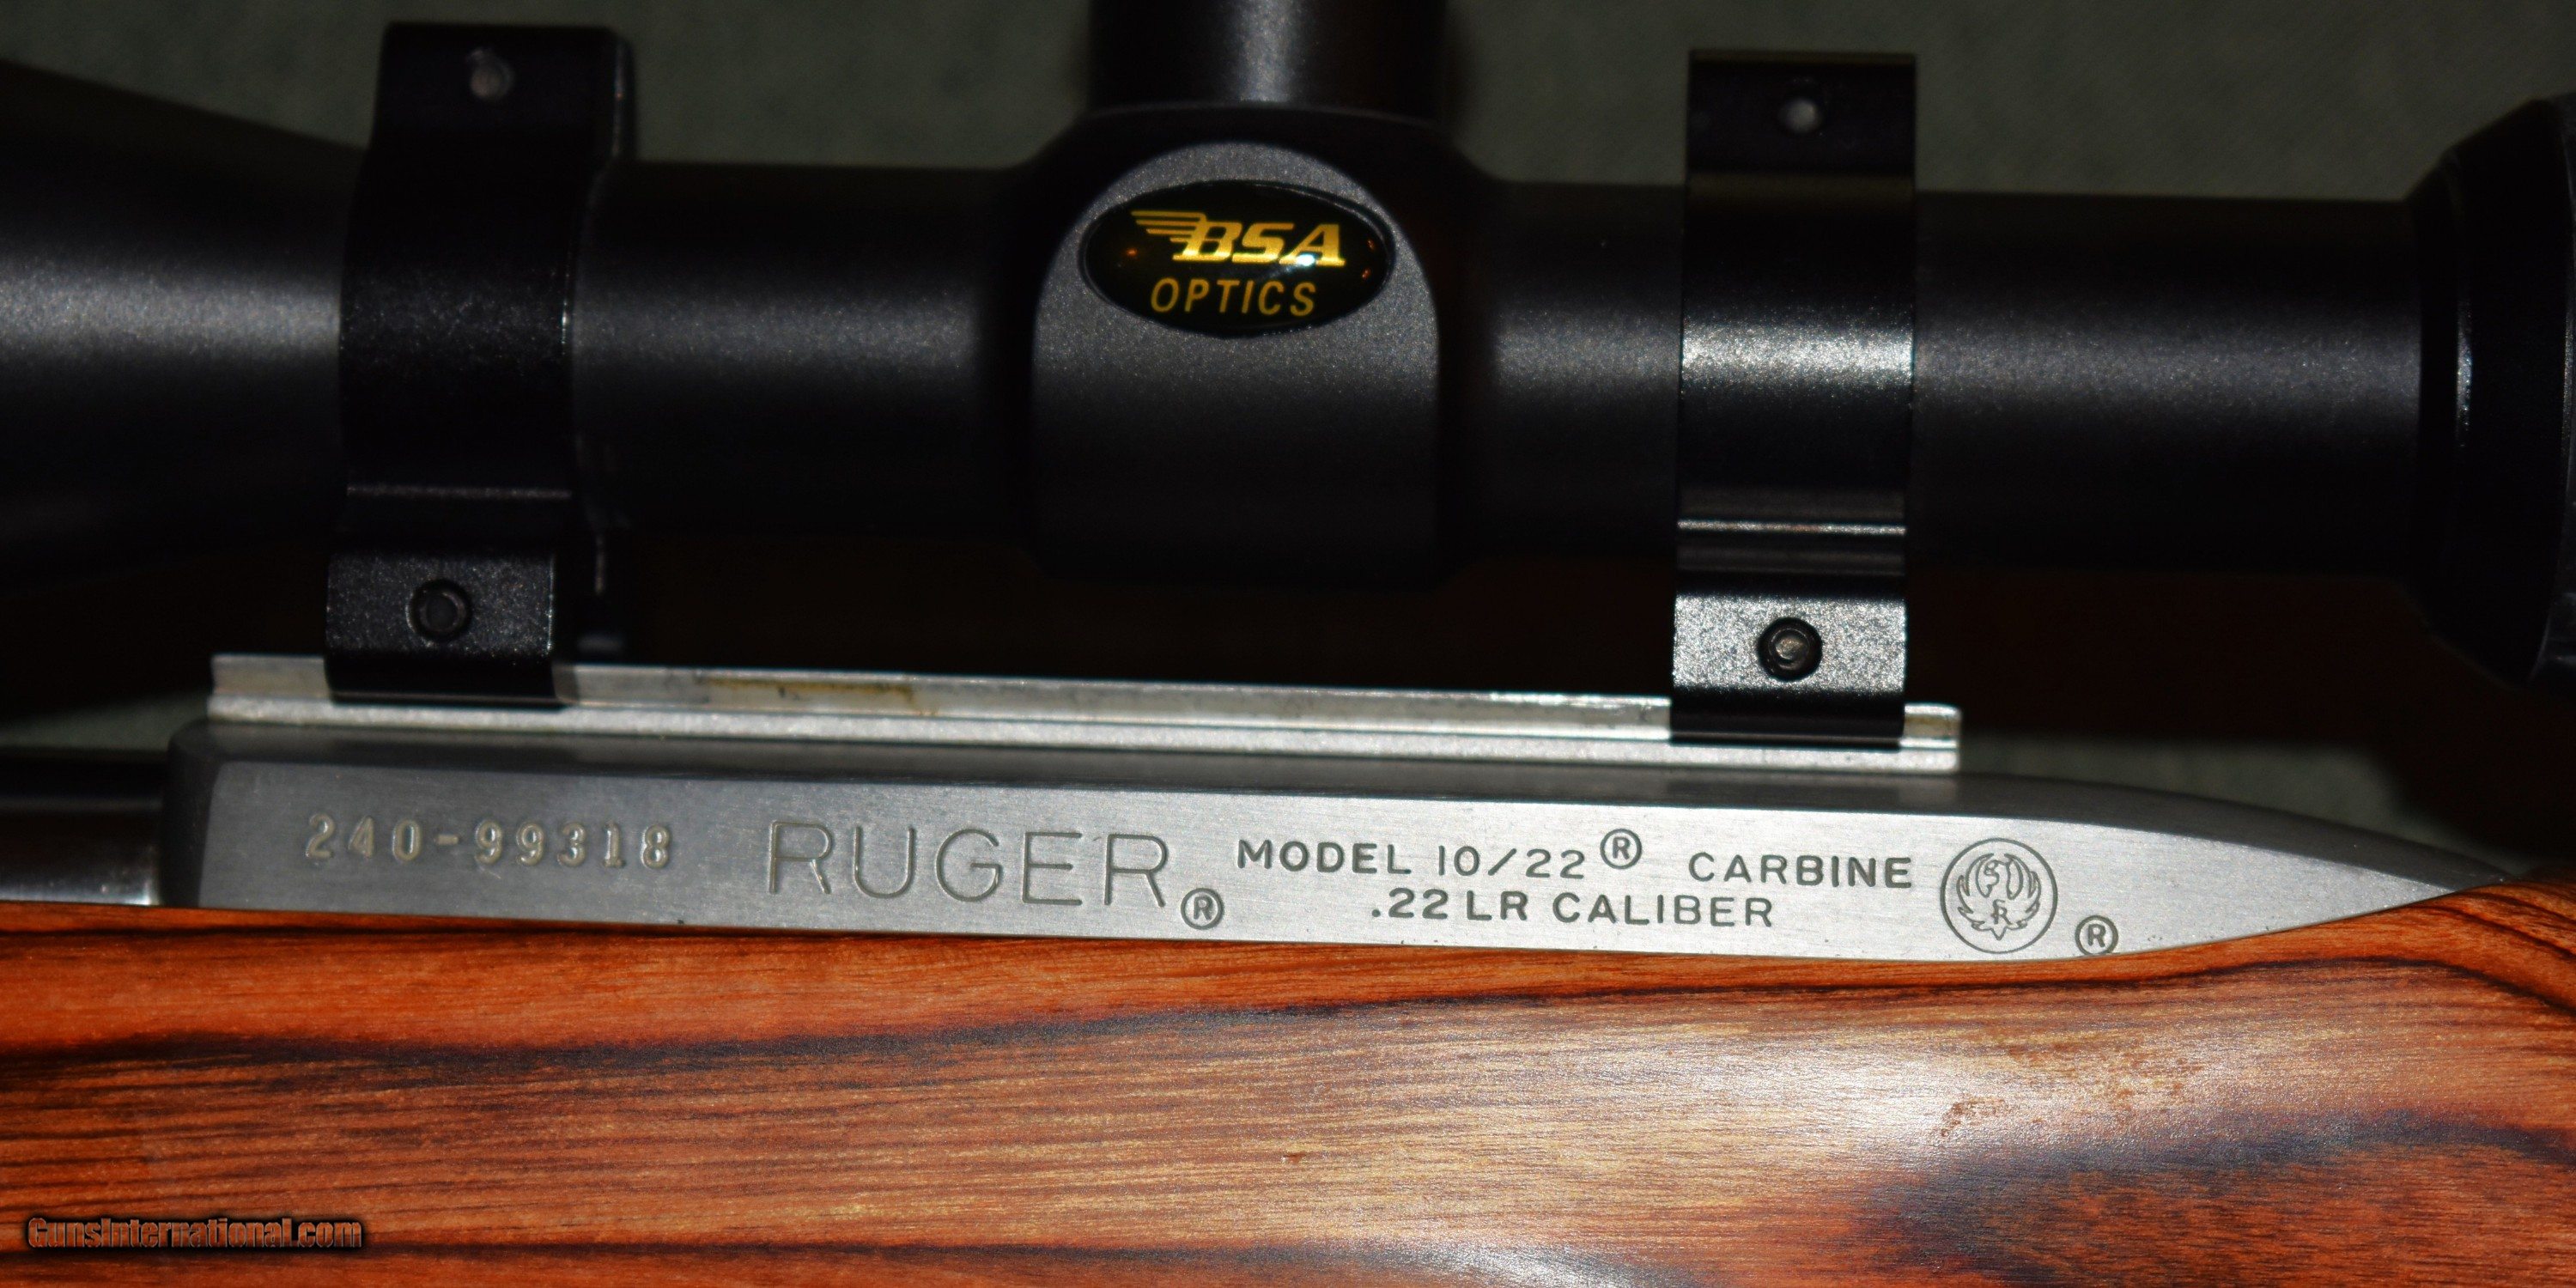 BSA
OPTICS
240-99318 RUGER® MODEL 10/22® CARBINE
.22 LR CALIBER
®
GunsInternational.com